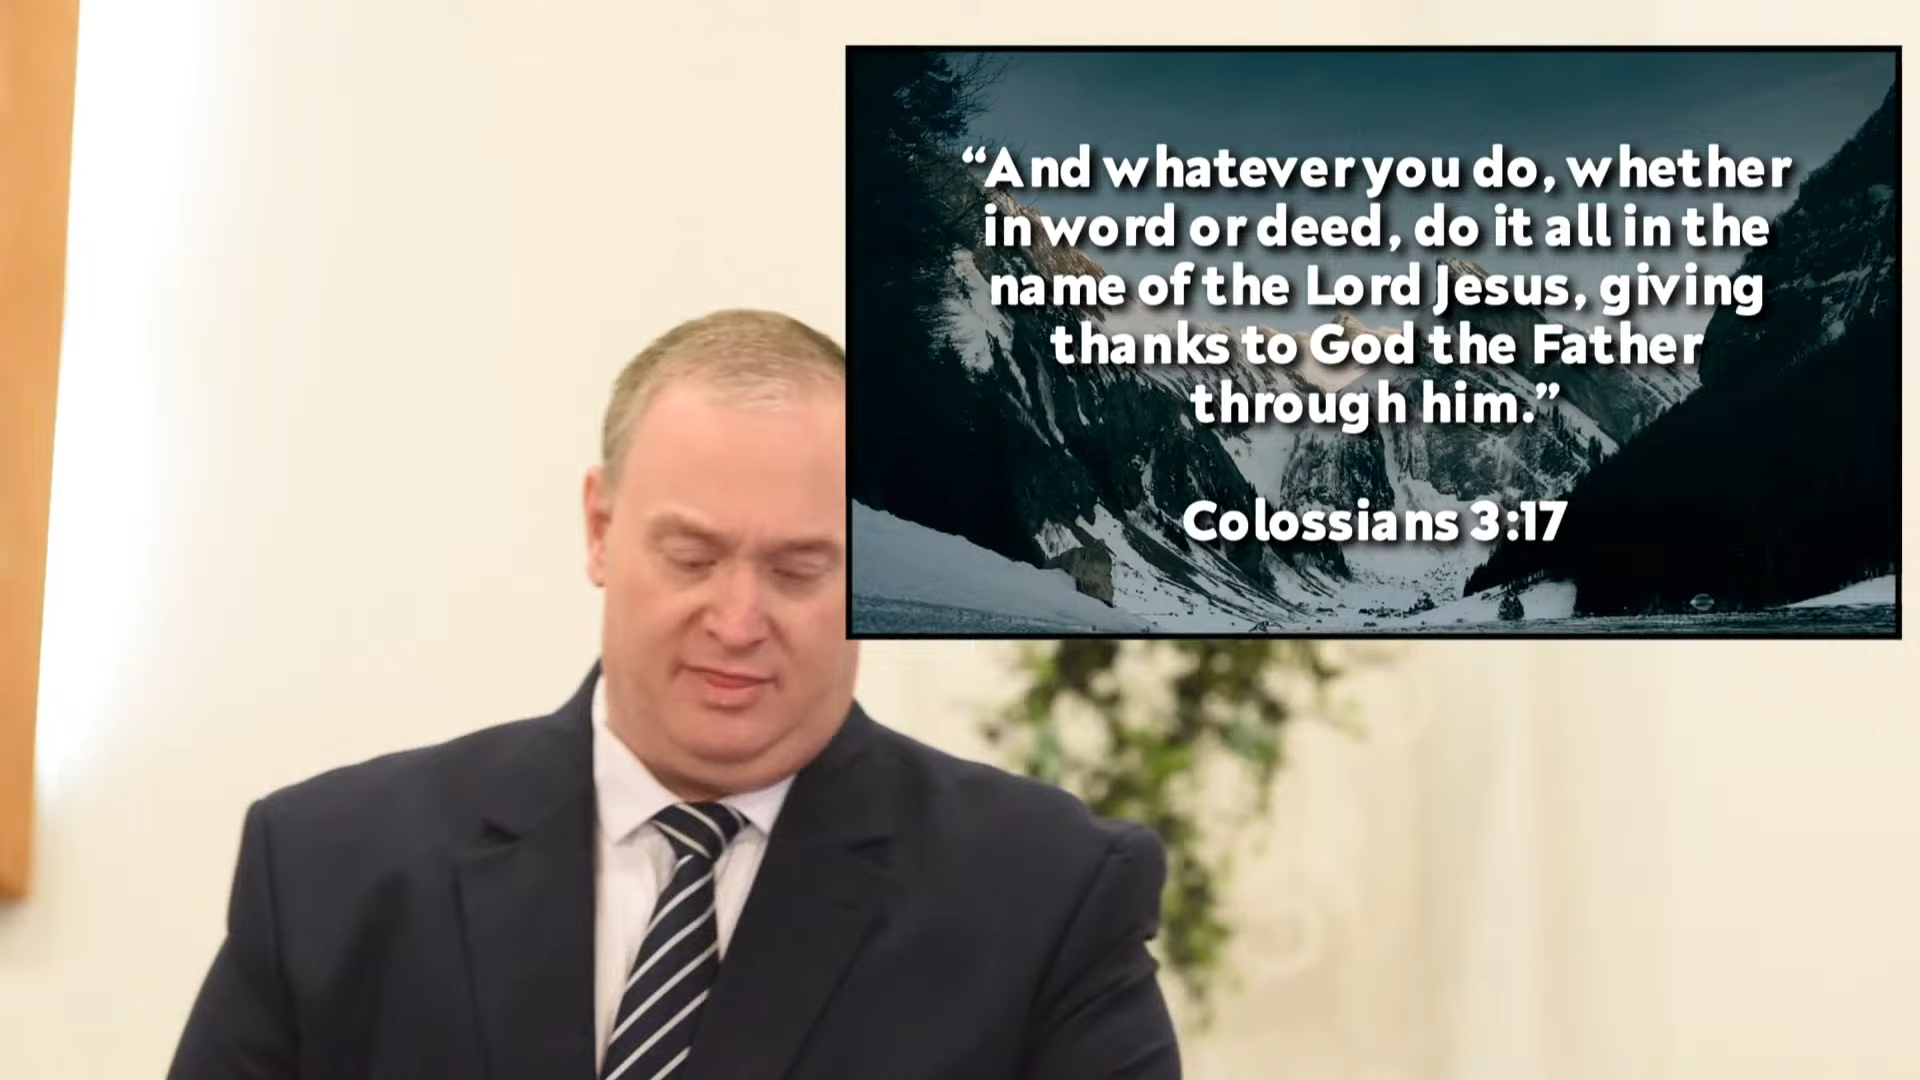 “And whatever you do, whether
in word or deed, do it all in the
name of the Lord Jesus, giving
thanks to God the Father
through him.”
Colossians 3:17